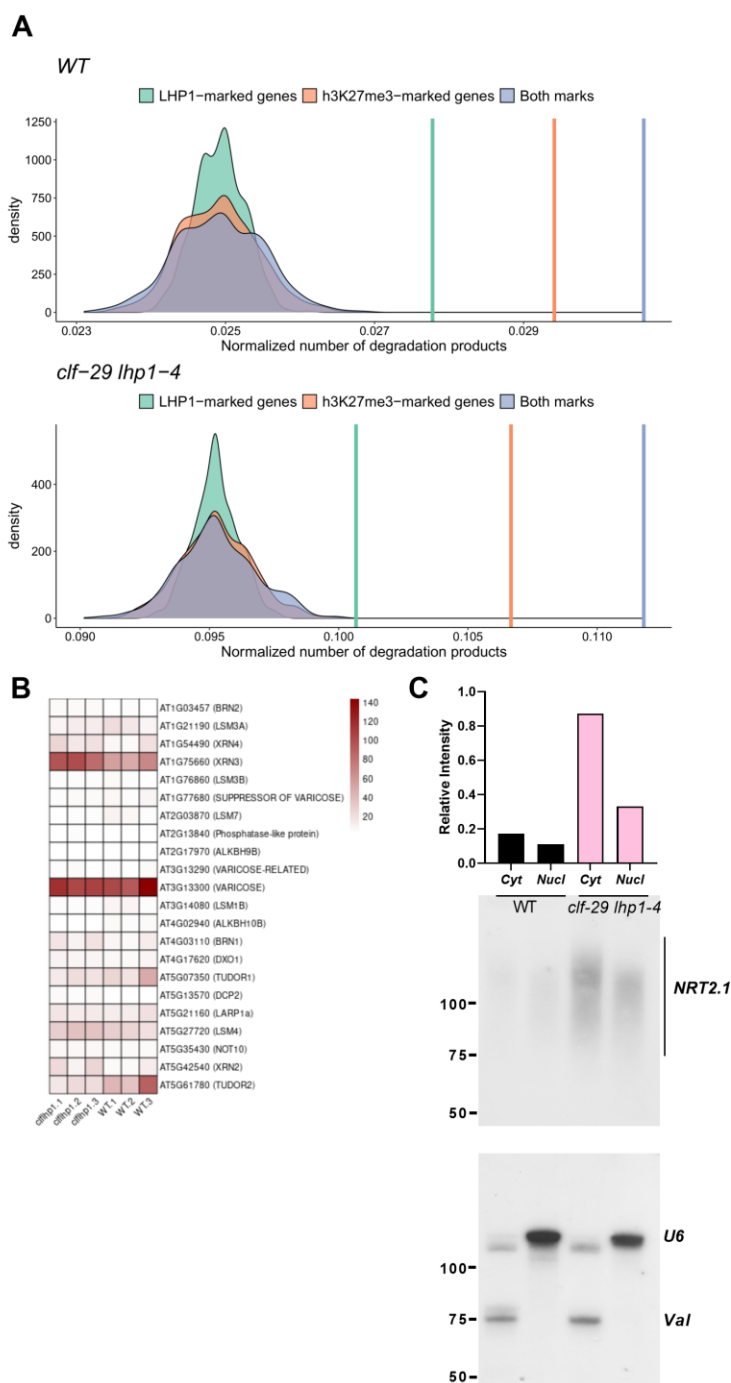 A
WT
LHP1−marked genes h3K27me3−marked genes Both marks
1250
1000
750
500
250
0
density
0.023 0.025 0.027 0.029
Normalized number of degradation products
clf−29 lhp1−4
LHP1−marked genes h3K27me3−marked genes Both marks
400
200
0
density
0.090 0.095 0.100 0.105 0.110
Normalized number of degradation products
B
AT1G03457 (BRN2)
AT1G21190 (LSM3A)
AT1G54490 (XRN4)
AT1G75660 (XRN3)
AT1G76860 (LSM3B)
AT1G77680 (SUPPRESSOR OF VARICOSE)
AT2G03870 (LSM7)
AT2G13840 (Phosphatase-like protein)
AT2G17970 (ALKBH9B)
AT3G13290 (VARICOSE-RELATED)
AT3G13300 (VARICOSE)
AT3G14080 (LSM1B)
AT4G02940 (ALKBH10B)
AT4G03110 (BRN1)
AT4G17620 (DXO1)
AT5G07350 (TUDOR1)
AT5G13570 (DCP2)
AT5G21160 (LARP1a)
AT5G27720 (LSM4)
AT5G35430 (NOT10)
AT5G42540 (XRN2)
AT5G61780 (TUDOR2)
clflhp1.1 clflhp1.2 clflhp1.3 WT.1 WT.2 WT.3
140
120
100
80
60
40
20
C
1.0
0.8
0.6
0.4
0.2
0.0
Relative Intensity
Cyt Nucl Cyt Nucl
WT clf-29 lhp1-4
100
75
50
NRT2.1
100
75
50
U6
Val